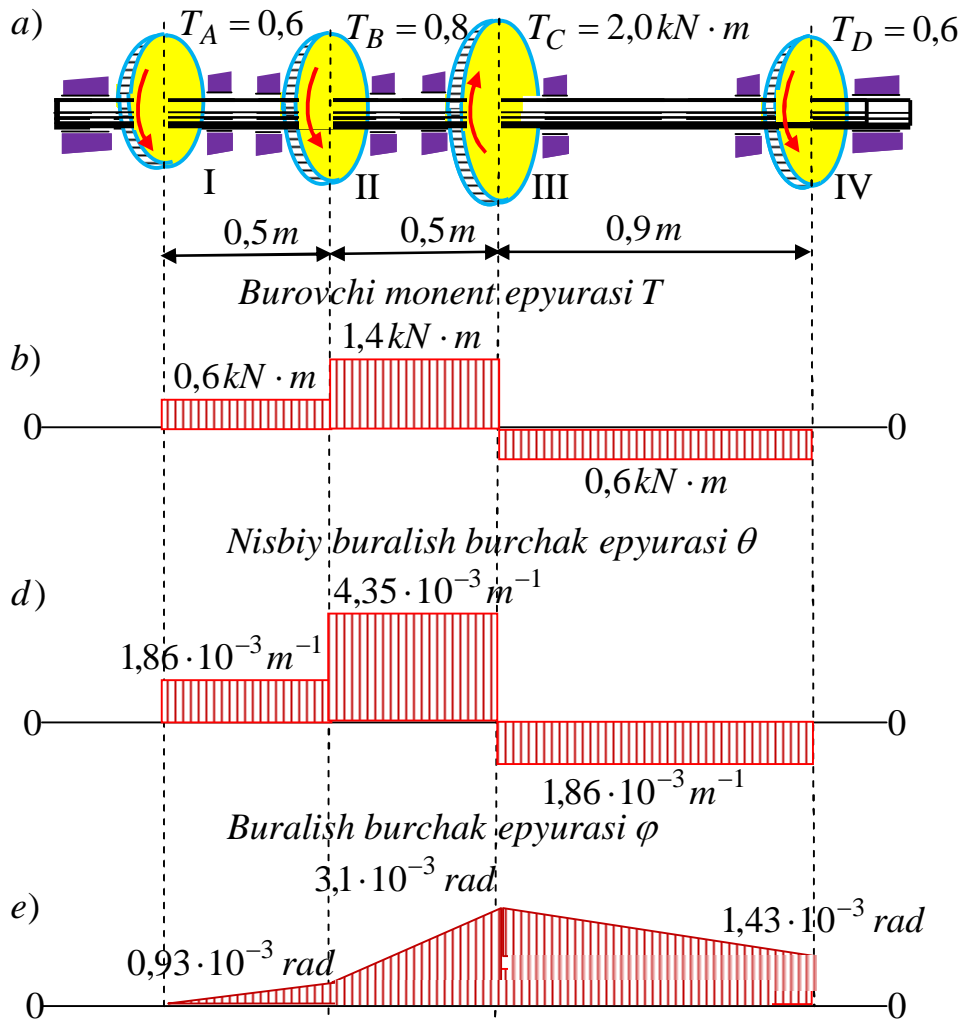 a) T_A = 0,6 T_B = 0,8 T_C = 2,0 kN · m T_D = 0,6
I II III IV
0,5 m 0,5 m 0,9 m
Burovchi monent epyurasi T
b) 1,4 kN · m
0,6 kN · m
0 0
0,6 kN · m
Nisbiy buralish burchak epyurasi θ
d) 4,35 · 10⁻³ m⁻¹
1,86 · 10⁻³ m⁻¹
0 0
1,86 · 10⁻³ m⁻¹
Buralish burchak epyurasi φ
3,1 · 10⁻³ rad
e) 1,43 · 10⁻³ rad
0,93 · 10⁻³ rad
0 0